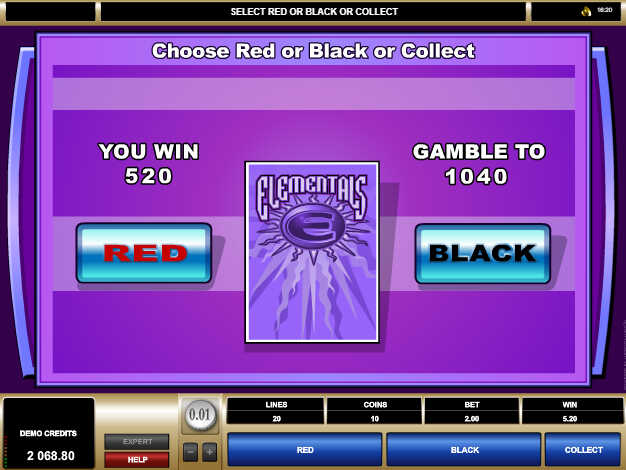 SELECT RED OR BLACK OR COLLECT
16:20
Choose Red or Black or Collect
YOU WIN
520
GAMBLE TO
1040
ELEMENTALS
E
RED
BLACK
DEMO CREDITS
2 068.80
EXPERT
HELP
0.01
LINES
20
COINS
10
BET
2.00
WIN
5.20
RED
BLACK
COLLECT